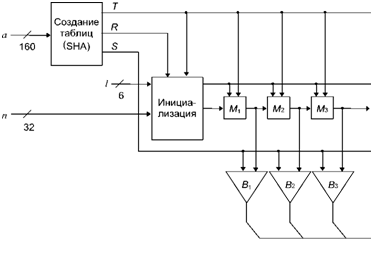 T
Создание
таблиц
(SHA)
R
a
160
S
l
6
Инициа-
лизация
M1
M2
M3
n
32
B1
B2
B3